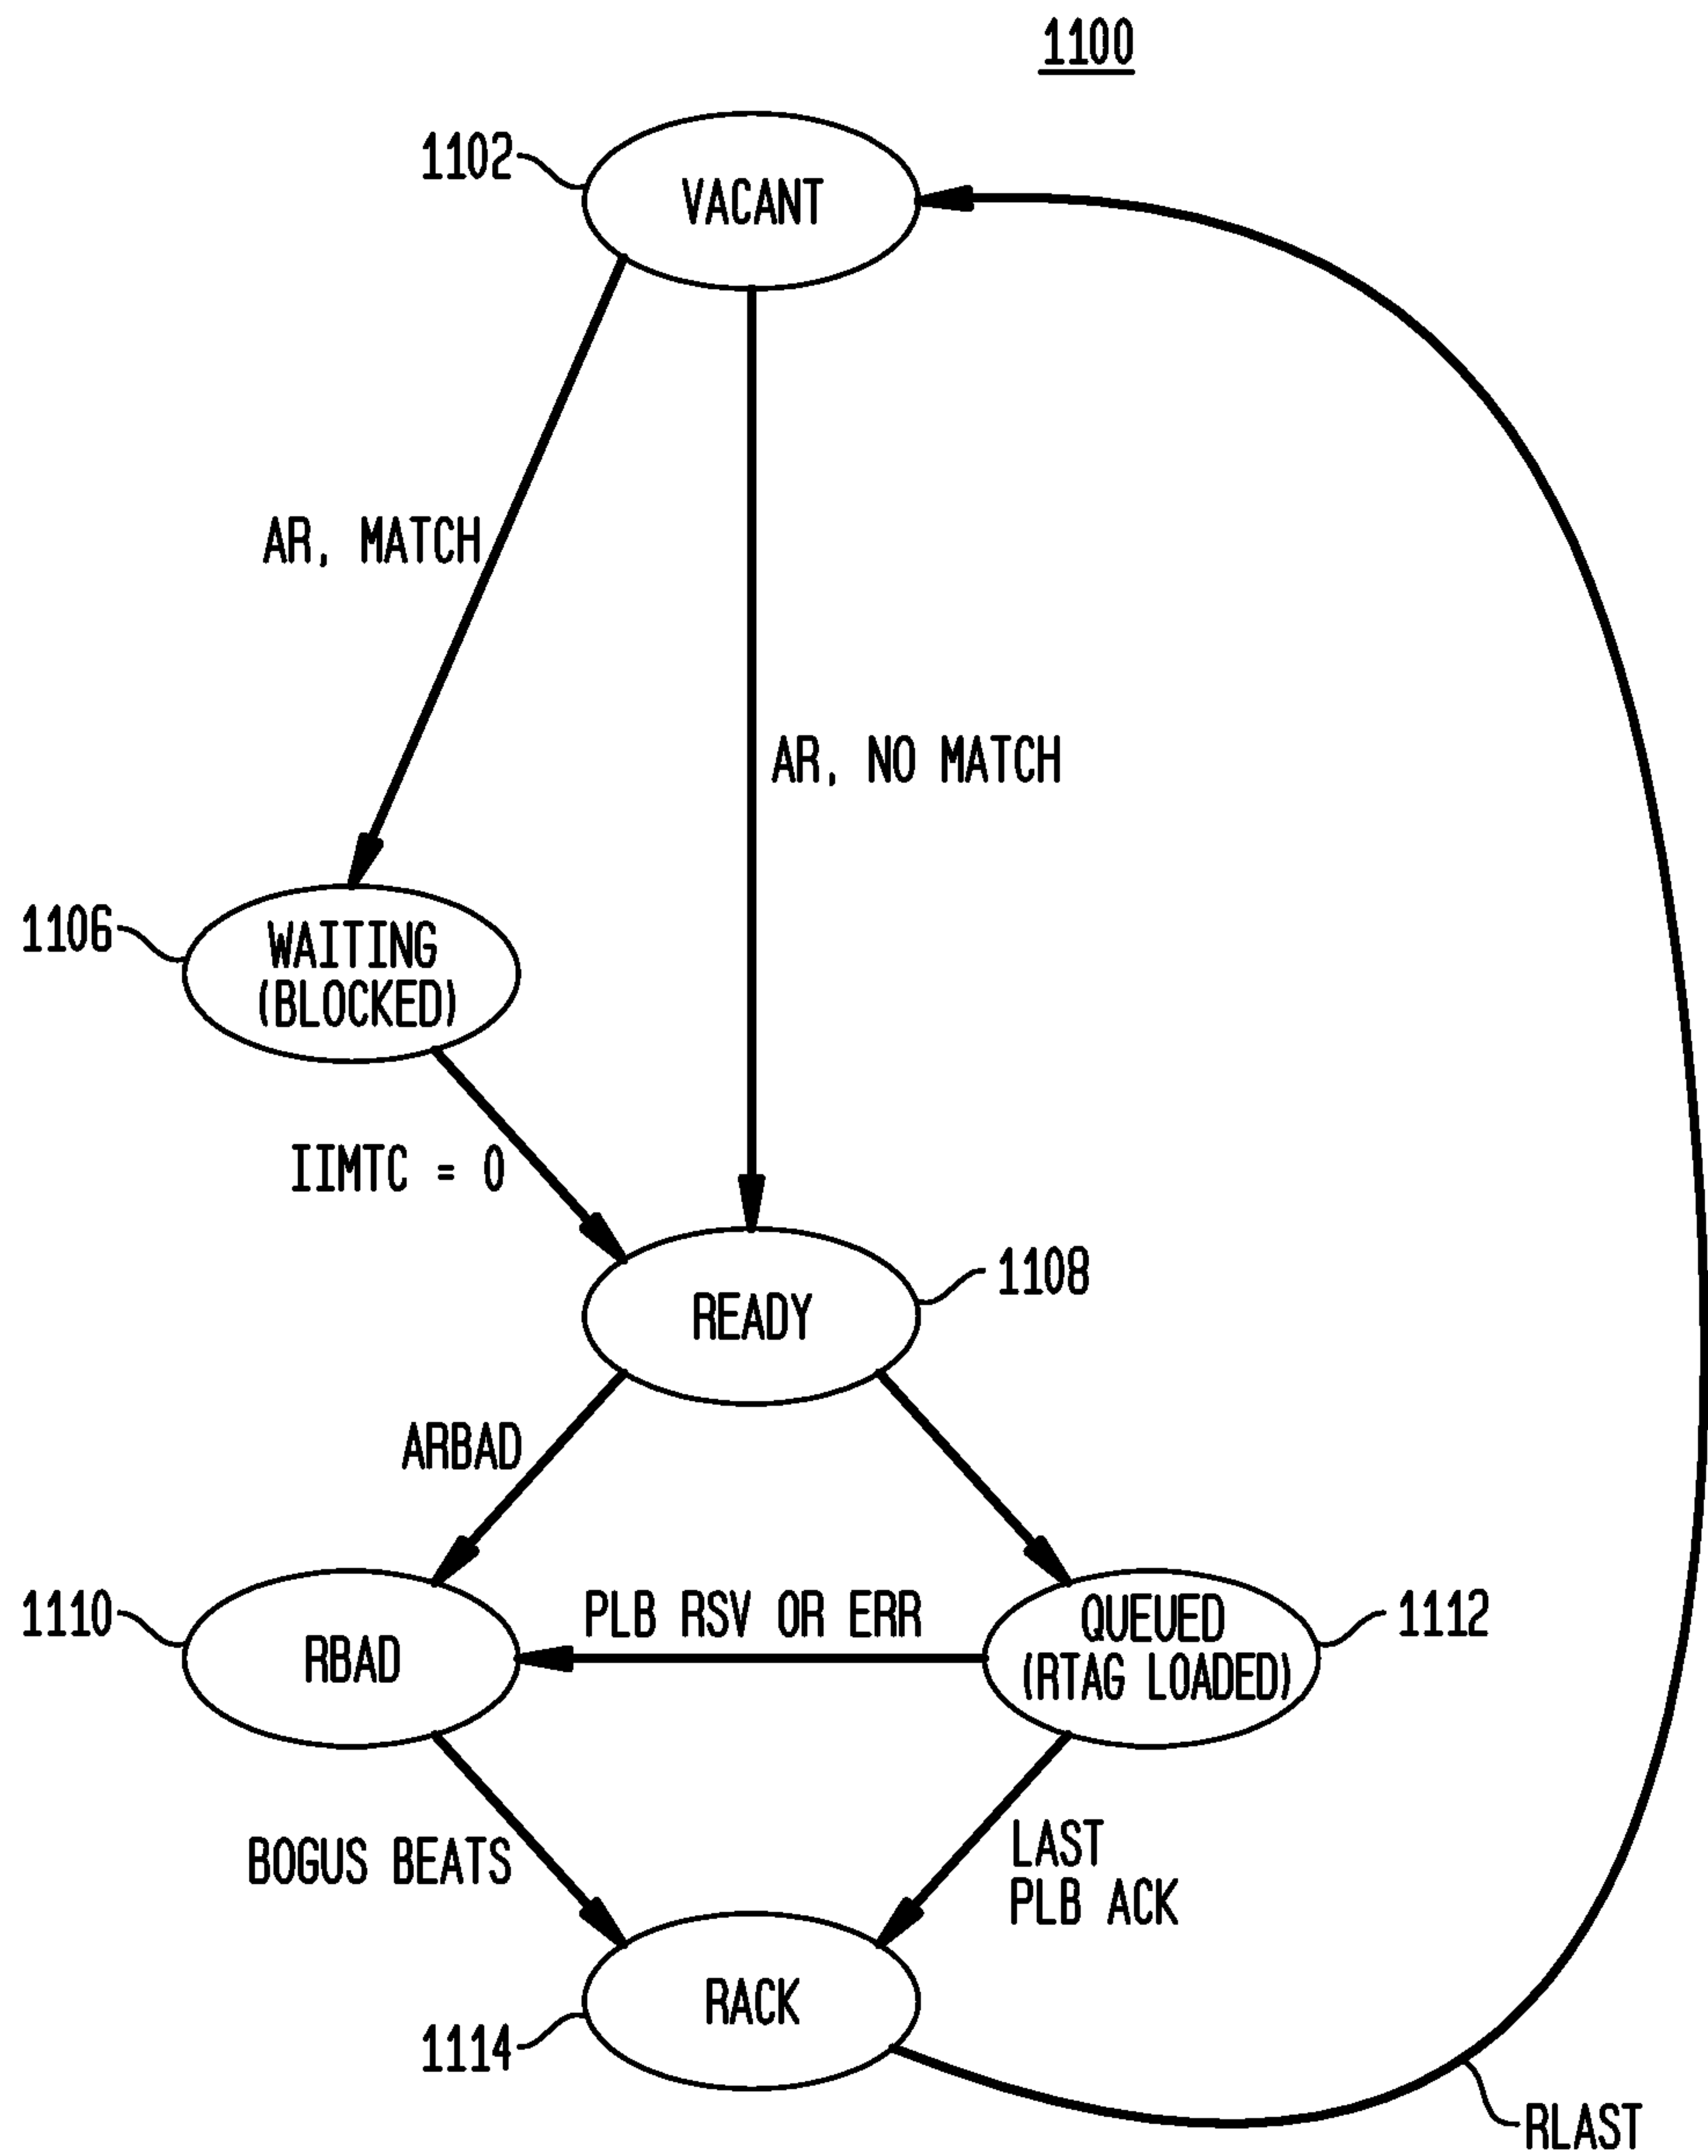 1100
1102
VACANT
AR, MATCH
AR, NO MATCH
1106
WAITING
(BLOCKED)
IIMTC = 0
1108
READY
ARBAD
1110
RBAD
PLB RSV OR ERR
QUEUED
(RTAG LOADED)
1112
BOGUS BEATS
LAST
PLB ACK
RACK
1114
RLAST